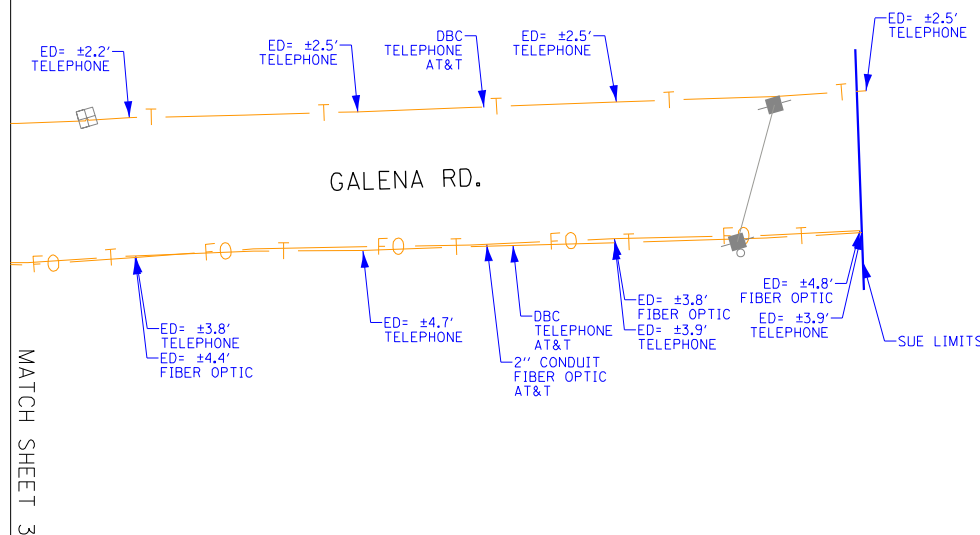 ED= ±2.2'
TELEPHONE
ED= ±2.5'
TELEPHONE
DBC
TELEPHONE
AT&T
ED= ±2.5'
TELEPHONE
ED= ±2.5'
TELEPHONE
T
T
T
T
T
GALENA RD.
FO
T
FO
T
FO
T
FO
T
FO
T
ED= ±3.8'
TELEPHONE
ED= ±4.4'
FIBER OPTIC
ED= ±4.7'
TELEPHONE
DBC
TELEPHONE
AT&T
2'' CONDUIT
FIBER OPTIC
AT&T
ED= ±3.8'
FIBER OPTIC
ED= ±3.9'
TELEPHONE
ED= ±4.8'
FIBER OPTIC
ED= ±3.9'
TELEPHONE
SUE LIMITS
MATCH SHEET 3